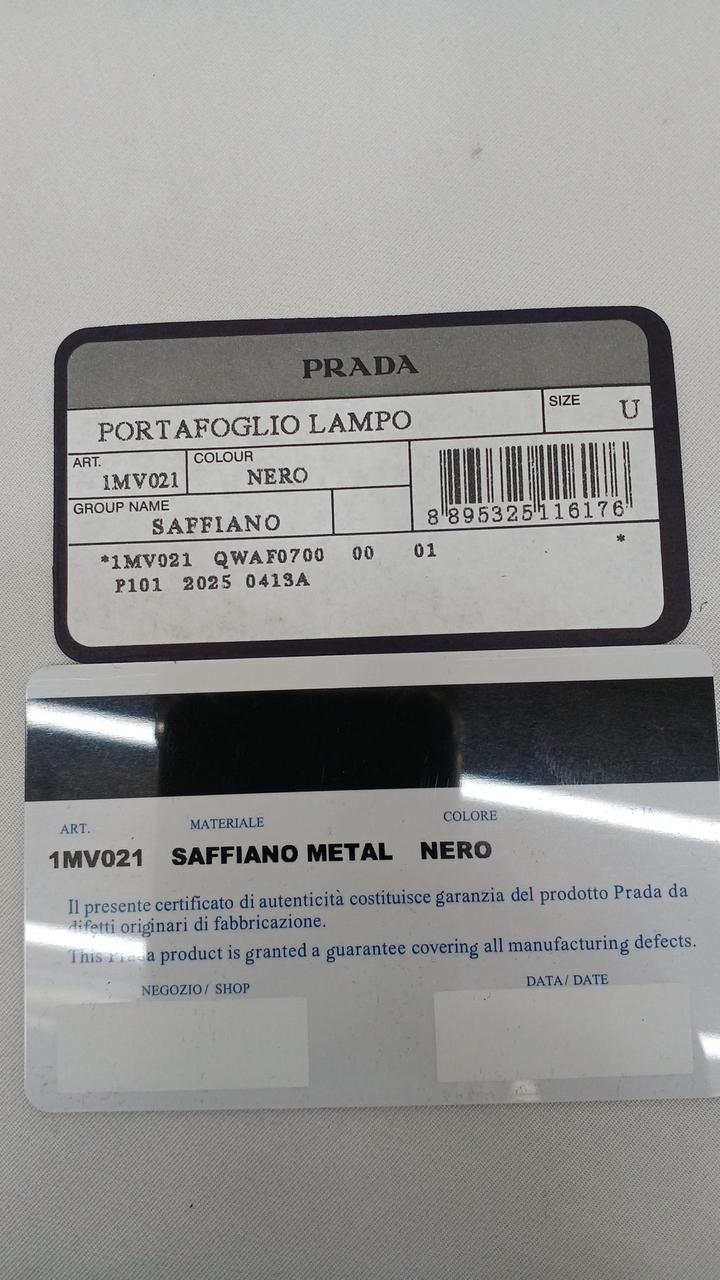 PRADA
PORTAFOGLIO LAMPO
SIZE
U
ART.
1MV021
COLOUR
NERO
GROUP NAME
SAFFIANO
8 895325 116176
*1MV021 QWAF0700 00 01 *
P101 2025 0413A
ART. MATERIALE COLORE
1MV021 SAFFIANO METAL NERO
Il presente certificato di autenticità costituisce garanzia del prodotto Prada da
difetti originari di fabbricazione.
This Prada product is granted a guarantee covering all manufacturing defects.
NEGOZIO/ SHOP
DATA/ DATE